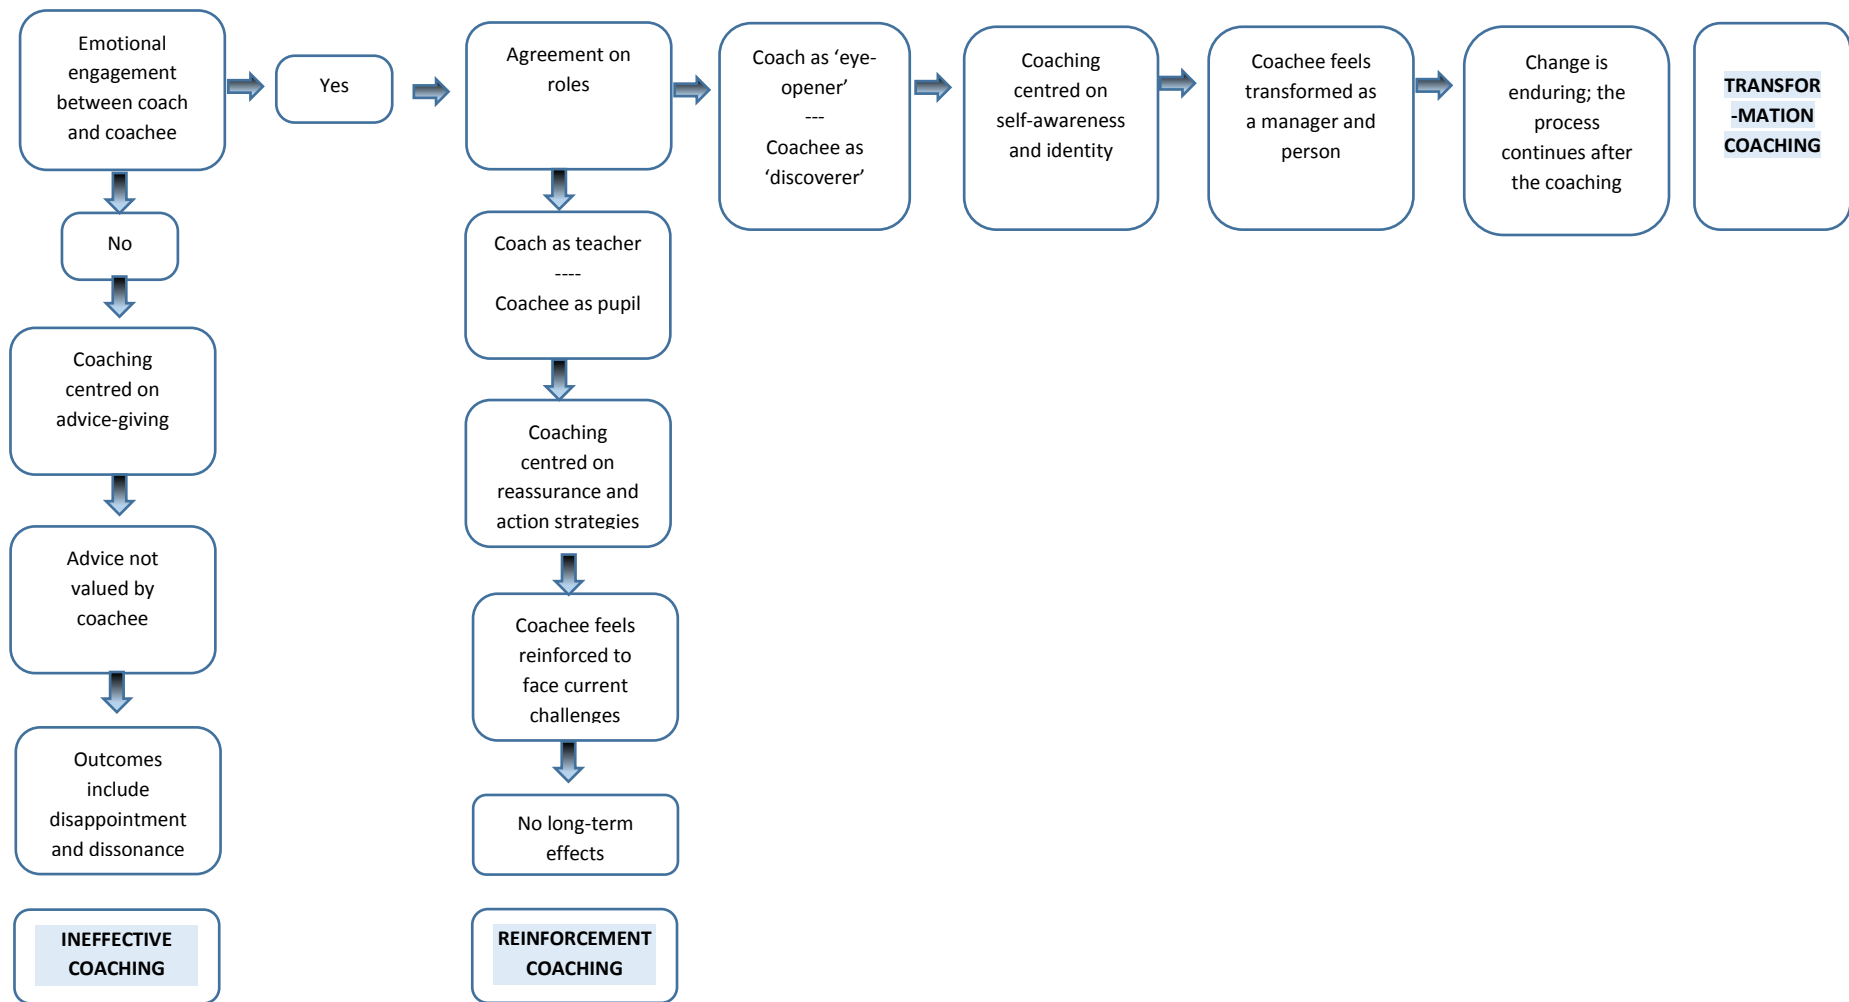 Emotional
engagement
between coach
and coachee
Yes
Agreement on
roles
Coach as ‘eye-
opener’
---
Coachee as
‘discoverer’
Coaching
centred on
self-awareness
and identity
Coachee feels
transformed as
a manager and
person
Change is
enduring; the
process
continues after
the coaching
TRANSFOR
-MATION
COACHING
No
Coaching
centred on
advice-giving
Advice not
valued by
coachee
Outcomes
include
disappointment
and dissonance
INEFFECTIVE
COACHING
Coach as teacher
----
Coachee as pupil
Coaching
centred on
reassurance and
action strategies
Coachee feels
reinforced to
face current
challenges
No long-term
effects
REINFORCEMENT
COACHING